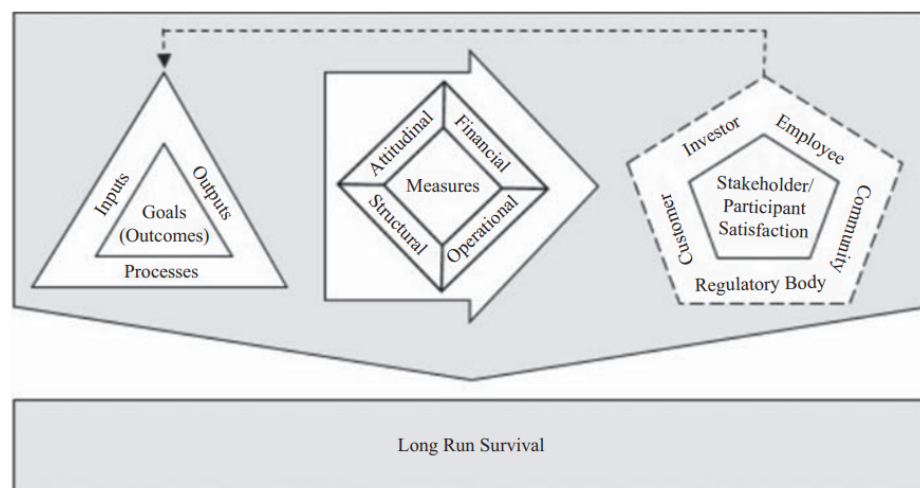 Inputs
Outputs
Goals
(Outcomes)
Processes
Attitudinal
Financial
Measures
Structural
Operational
Investor
Employee
Customer
Community
Stakeholder/
Participant
Satisfaction
Regulatory Body
Long Run Survival